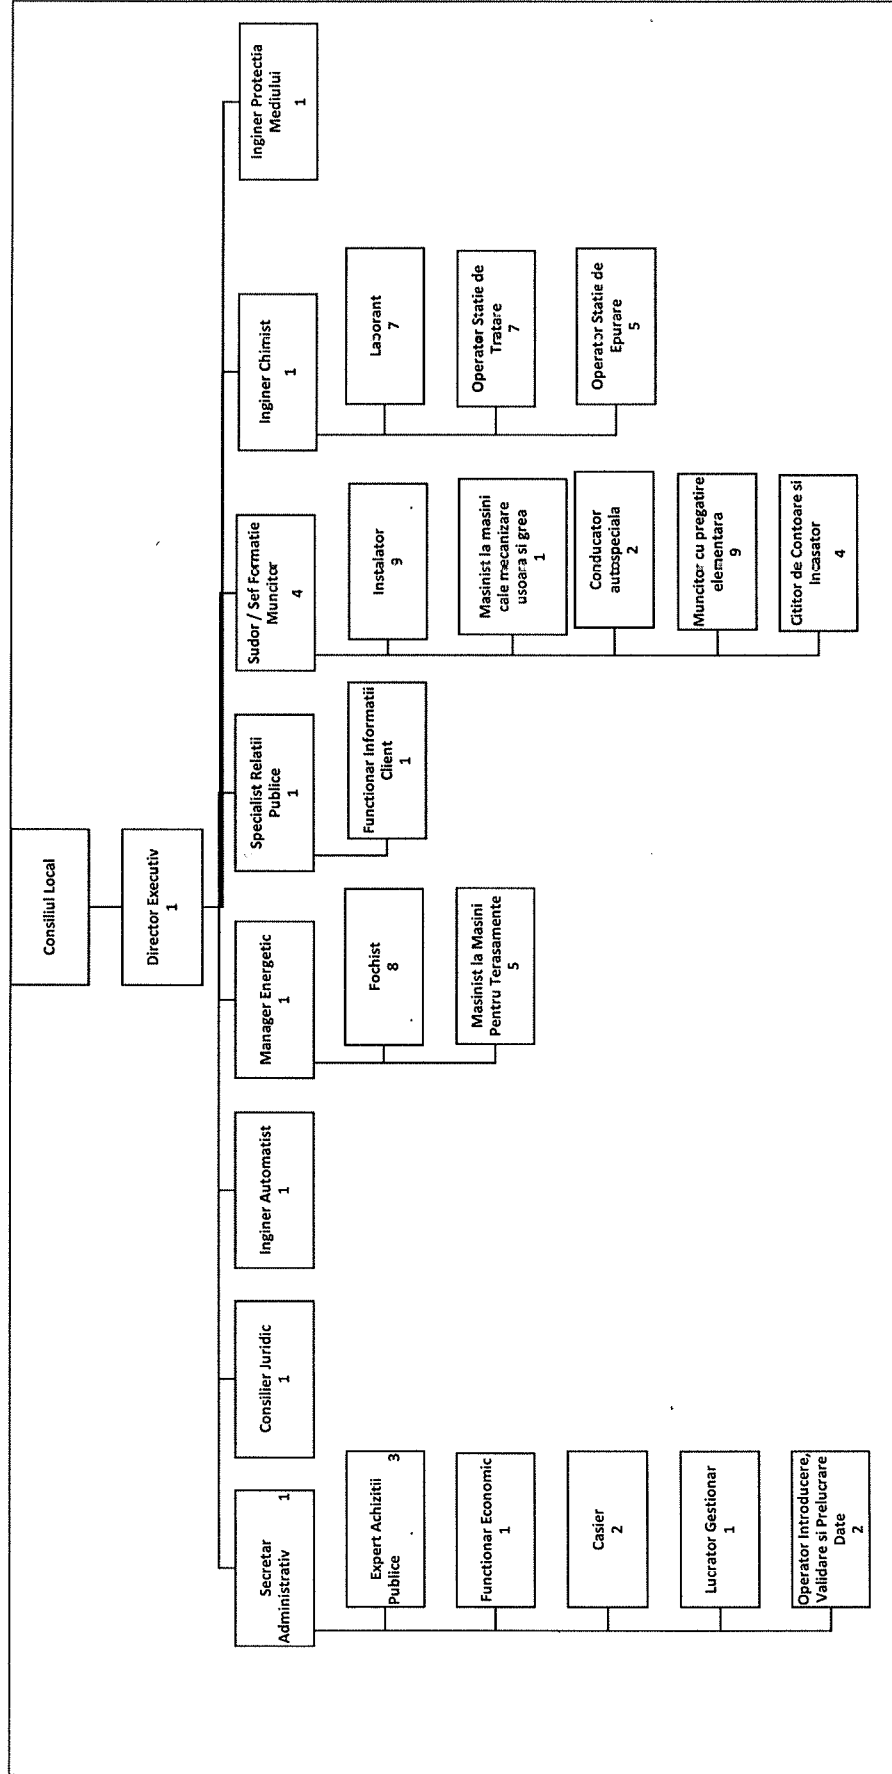 Consiliul Local
Director Executiv
1
Secretar
Administrativ
1
Expert Achizitii
Publice
3
Functionar Economic
1
Casier
2
Lucrator Gestionar
1
Operator Introducere,
Validare si Prelucrare
Date
2
Consilier Juridic
1
Inginer Automatist
1
Manager Energetic
1
Fochist
8
Masinist la Masini
Pentru Terasamente
5
Specialist Relatii
Publice
1
Functionar Informatii
Client
1
Sudor / Sef Formatie
Muncitor
4
Instalator
9
Masinist la masini
cale mecanizare
usoara si grea
1
Conducator
autospeciala
2
Muncitor cu pregatire
elementara
9
Cititor de Contoare si
Incasator
4
Inginer Chimist
1
Laborant
7
Operator Statie de
Tratare
7
Operator Statie de
Epurare
5
Inginer Protectia
Mediului
1